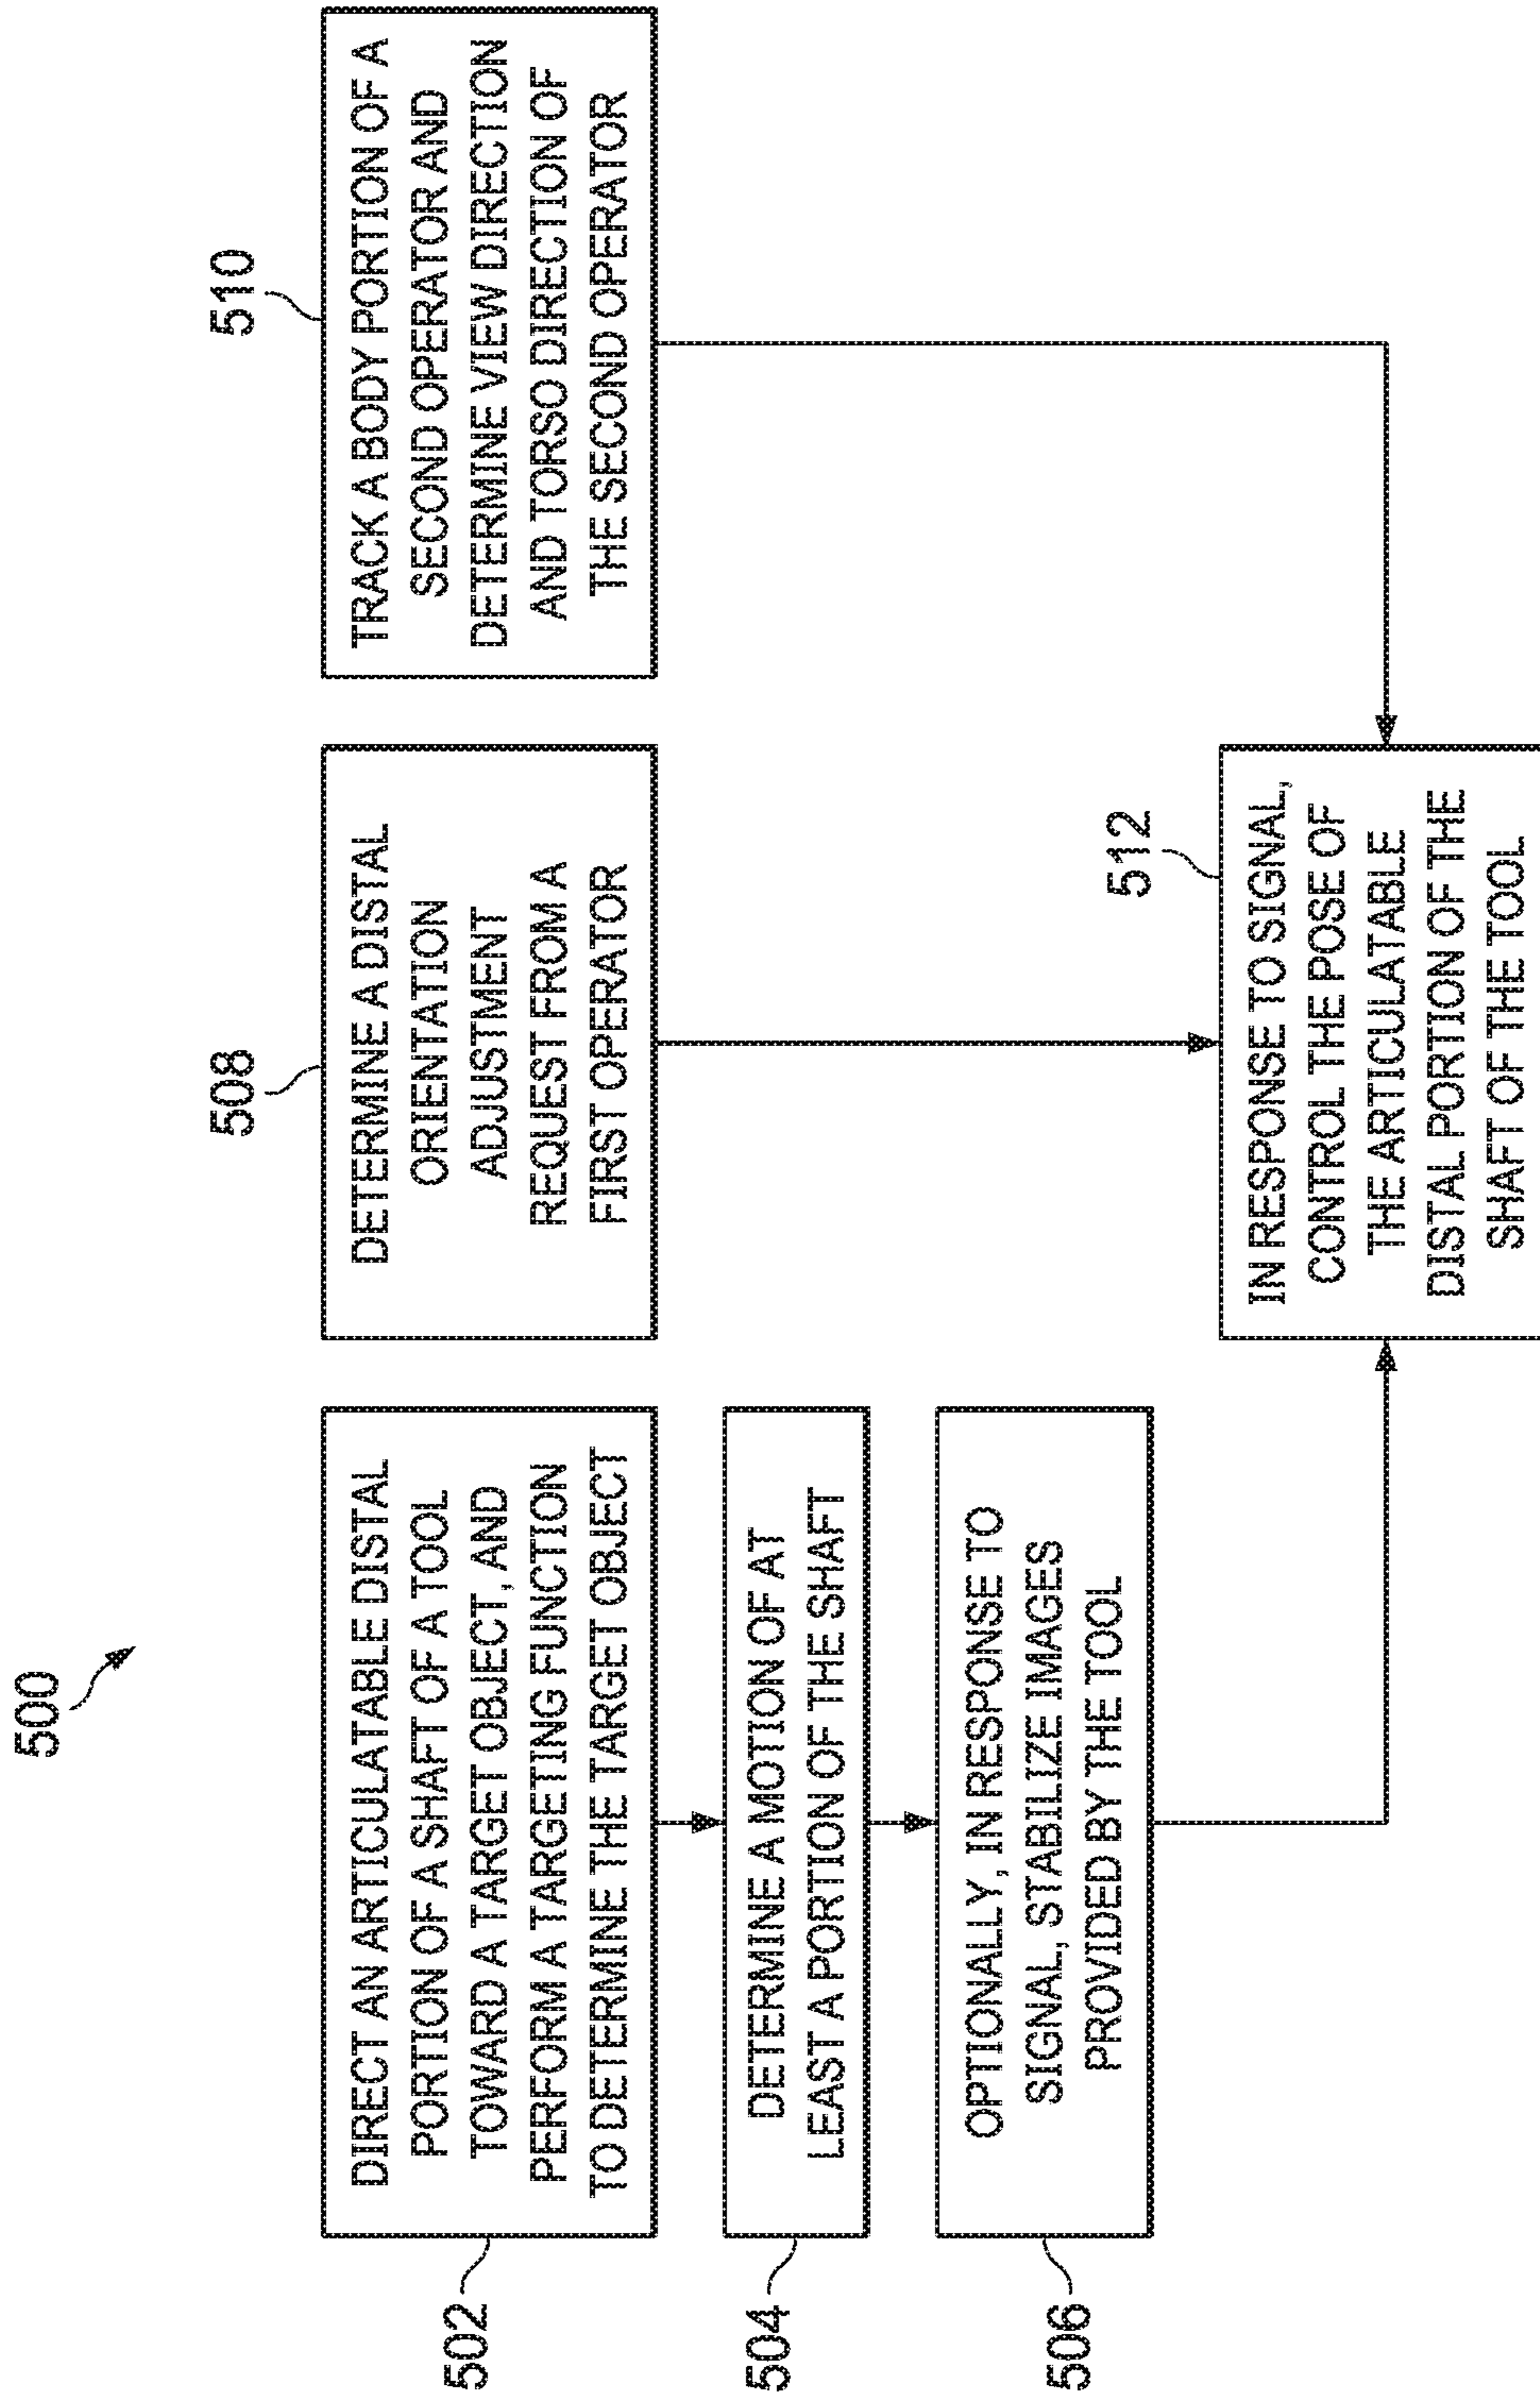 500
502
DIRECT AN ARTICULATABLE DISTAL
PORTION OF A SHAFT OF A TOOL
TOWARD A TARGET OBJECT, AND
PERFORM A TARGETING FUNCTION
TO DETERMINE THE TARGET OBJECT
504
DETERMINE A MOTION OF AT
LEAST A PORTION OF THE SHAFT
506
OPTIONALLY, IN RESPONSE TO
SIGNAL, STABILIZE IMAGES
PROVIDED BY THE TOOL
508
DETERMINE A DISTAL
ORIENTATION
ADJUSTMENT
REQUEST FROM A
FIRST OPERATOR
510
TRACK A BODY PORTION OF A
SECOND OPERATOR AND
DETERMINE VIEW DIRECTION
AND TORSO DIRECTION OF
THE SECOND OPERATOR
512
IN RESPONSE TO SIGNAL,
CONTROL THE POSE OF
THE ARTICULATABLE
DISTAL PORTION OF THE
SHAFT OF THE TOOL